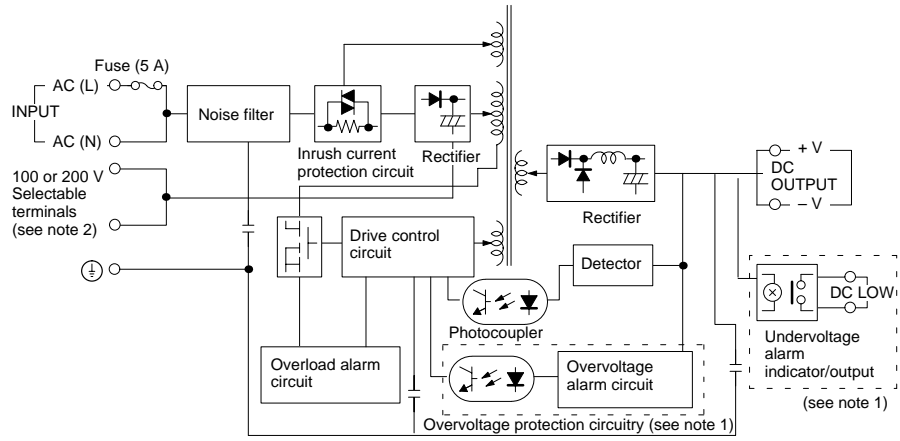 Fuse (5 A)
AC (L)
INPUT
AC (N)
Noise filter
Inrush current
protection circuit
Rectifier
100 or 200 V
Selectable
terminals
(see note 2)
Rectifier
+ V
DC
OUTPUT
– V
Drive control
circuit
Detector
Photocoupler
DC LOW
Undervoltage
alarm
indicator/output
(see note 1)
Overload alarm
circuit
Overvoltage
alarm circuit
Overvoltage protection circuitry (see note 1)